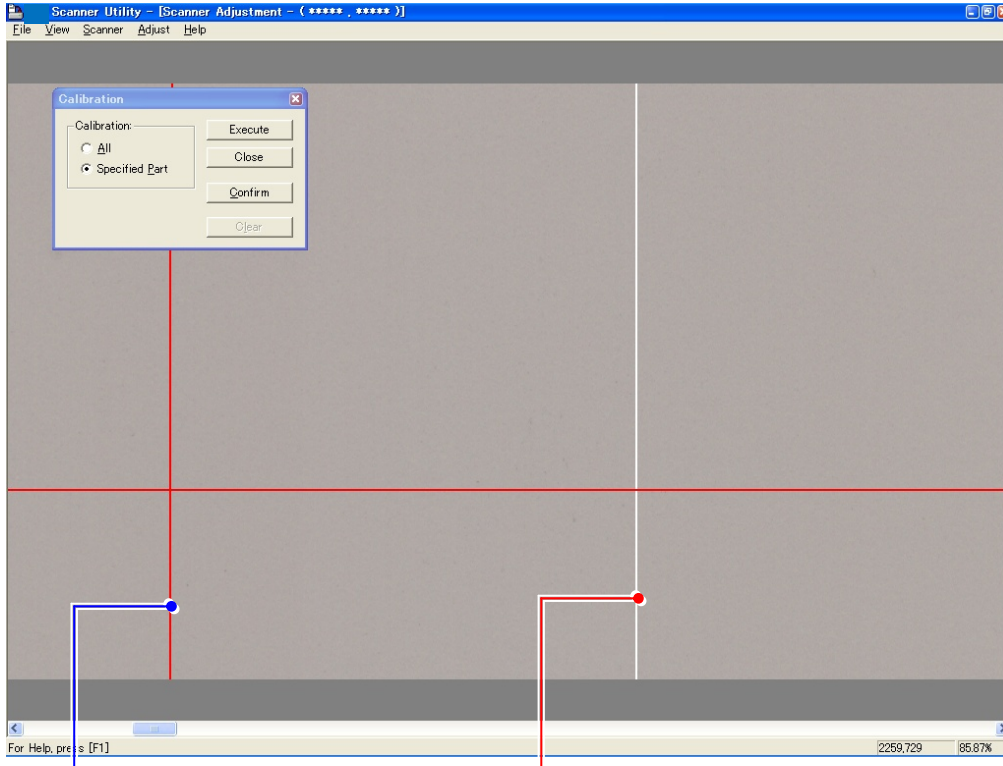 Scanner Utility - [Scanner Adjustment - ( ***** , ***** )]
File View Scanner Adjust Help
Calibration
Calibration:
All
Specified Part
Execute
Close
Confirm
Clear
For Help, press [F1]
2259,729 85.87%